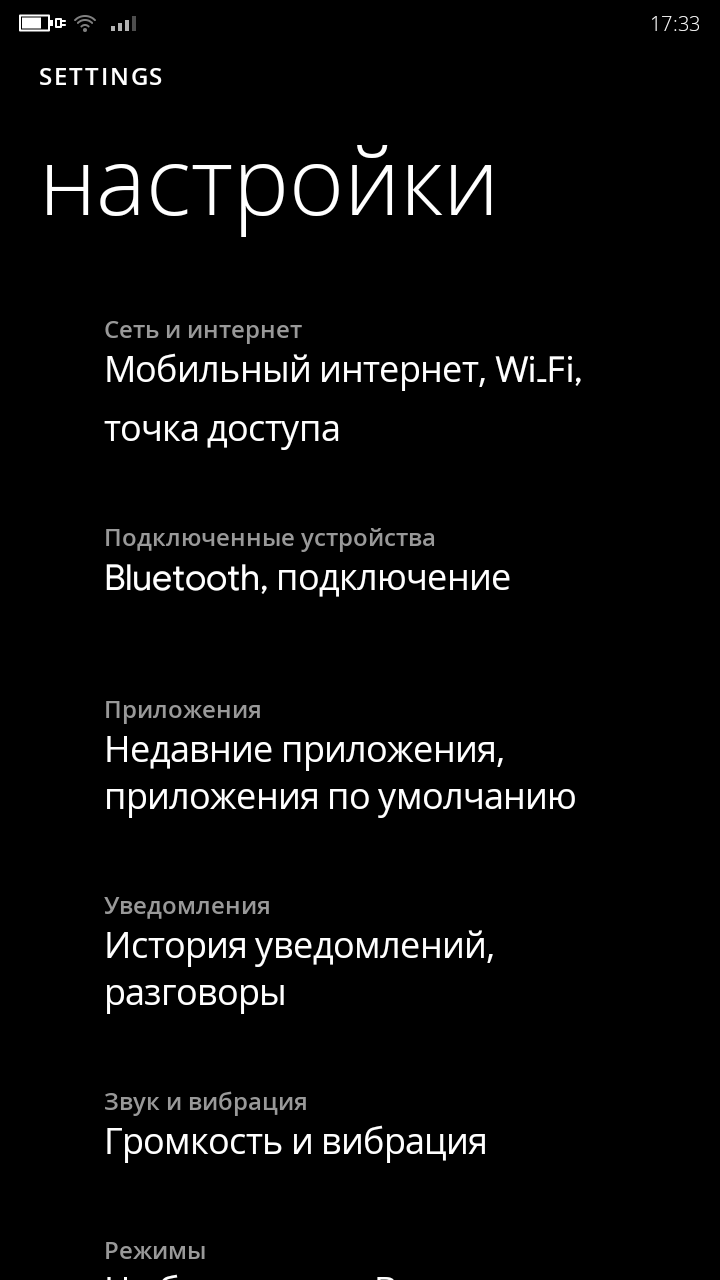 17:33
SETTINGS
настройки
Сеть и интернет
Мобильный интернет, Wi-Fi,
точка доступа
Подключенные устройства
Bluetooth, подключение
Приложения
Недавние приложения,
приложения по умолчанию
Уведомления
История уведомлений,
разговоры
Звук и вибрация
Громкость и вибрация
Режимы